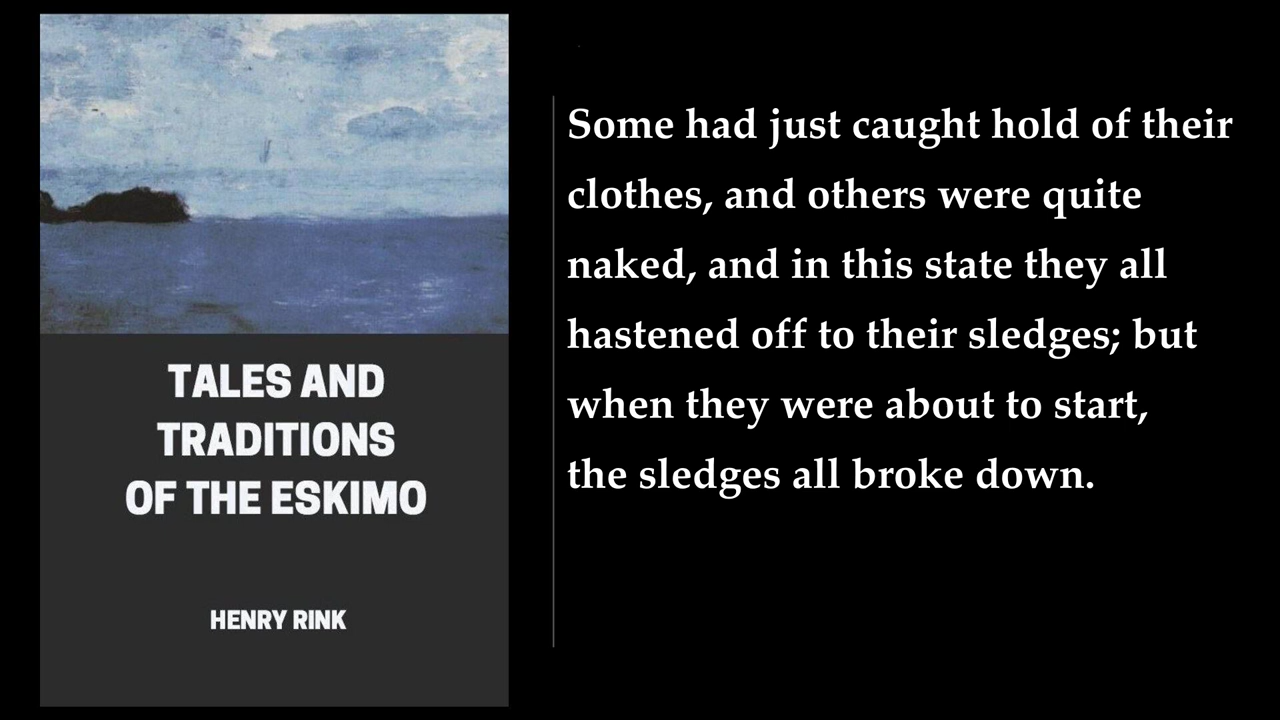 TALES AND
TRADITIONS
OF THE ESKIMO
HENRY RINK
Some had just caught hold of their
clothes, and others were quite
naked, and in this state they all
hastened off to their sledges; but
when they were about to start,
the sledges all broke down.